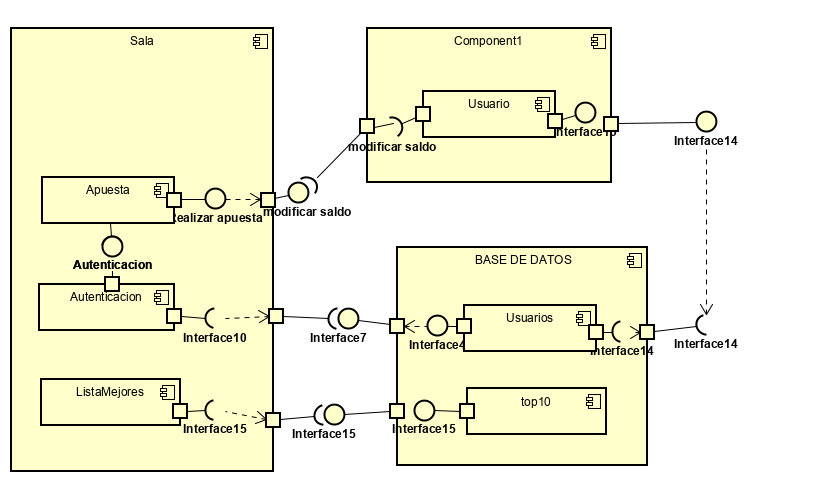 Sala
Component1
Usuario
modificar saldo
Interface14
Apuesta
Realizar apuesta
modificar saldo
Autenticacion
Autenticacion
Interface10
Interface7
BASE DE DATOS
Usuarios
Interface4
Interface14
Interface14
ListaMejores
Interface15
Interface15
top10
Interface15